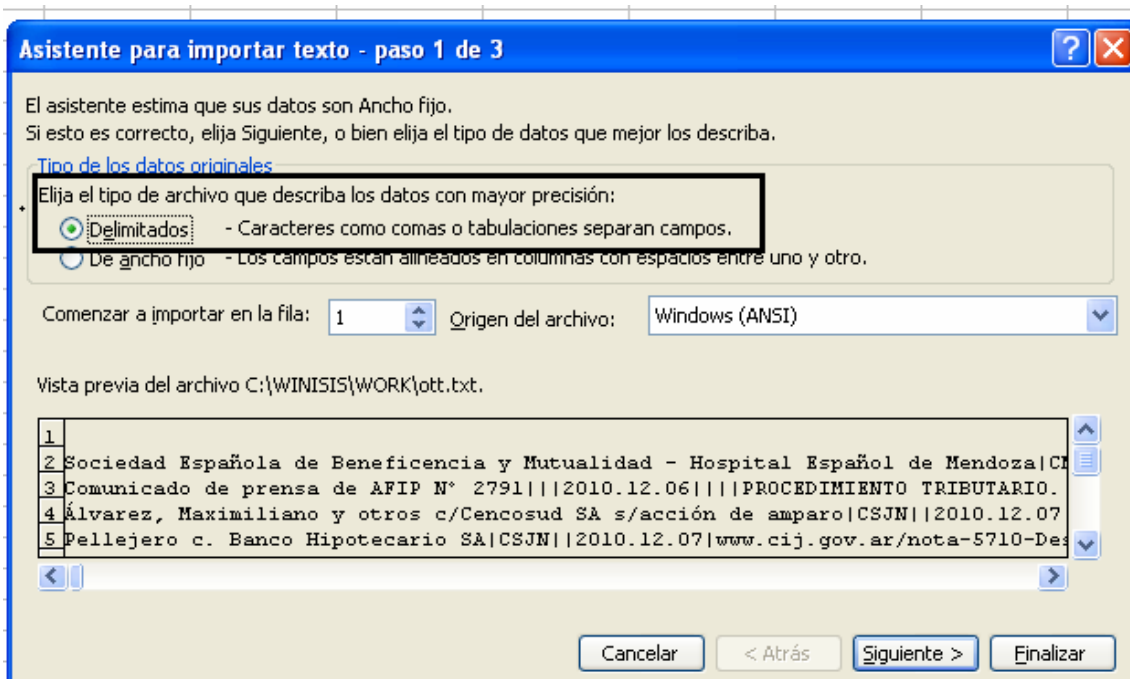 Asistente para importar texto - paso 1 de 3
El asistente estima que sus datos son Ancho fijo.
Si esto es correcto, elija Siguiente, o bien elija el tipo de datos que mejor los describa.
Tipo de los datos originales
Elija el tipo de archivo que describa los datos con mayor precisión:
Delimitados - Caracteres como comas o tabulaciones separan campos.
De ancho fijo - Los campos están alineados en columnas con espacios entre uno y otro.
Comenzar a importar en la fila: 1 Origen del archivo: Windows (ANSI)
Vista previa del archivo C:\WINISIS\WORK\ott.txt.
1
2 Sociedad Española de Beneficencia y Mutualidad - Hospital Español de Mendoza|
3 Comunicado de prensa de AFIP N° 2791|||2010.12.06||||PROCEDIMIENTO TRIBUTARIO.
4 Álvarez, Maximiliano y otros c/Cencosud SA s/acción de amparo|CSJN||2010.12.07
5 Pellejero c. Banco Hipotecario SA|CSJN||2010.12.07|www.cij.gov.ar/nota-5710-Des
Cancelar < Atrás Siguiente > Finalizar